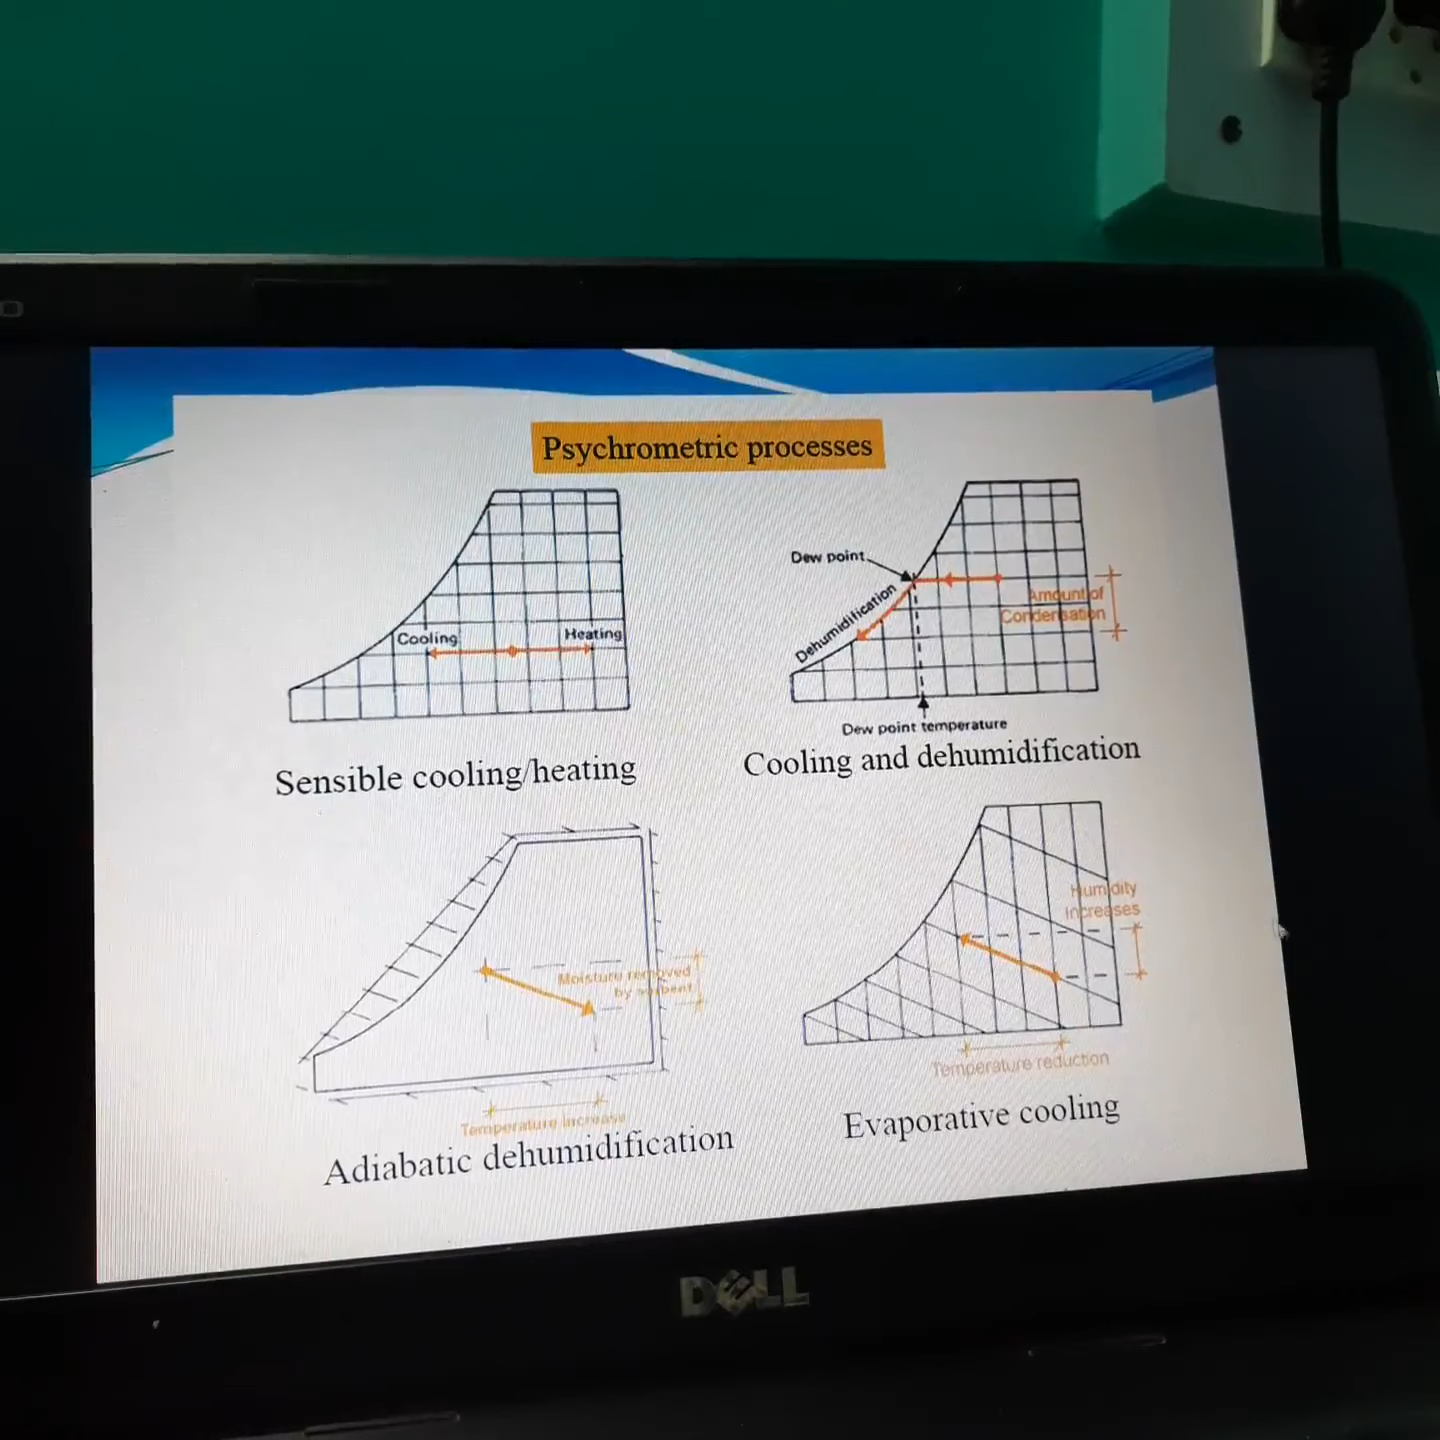 Psychrometric processes
Cooling
Heating
Sensible cooling/heating
Dew point
Dehumidification
Amount of
Condensation
Dew point temperature
Cooling and dehumidification
Moisture removed
by sorbent
Temperature increase
Adiabatic dehumidification
Humidity
increases
Temperature reduction
Evaporative cooling
DELL